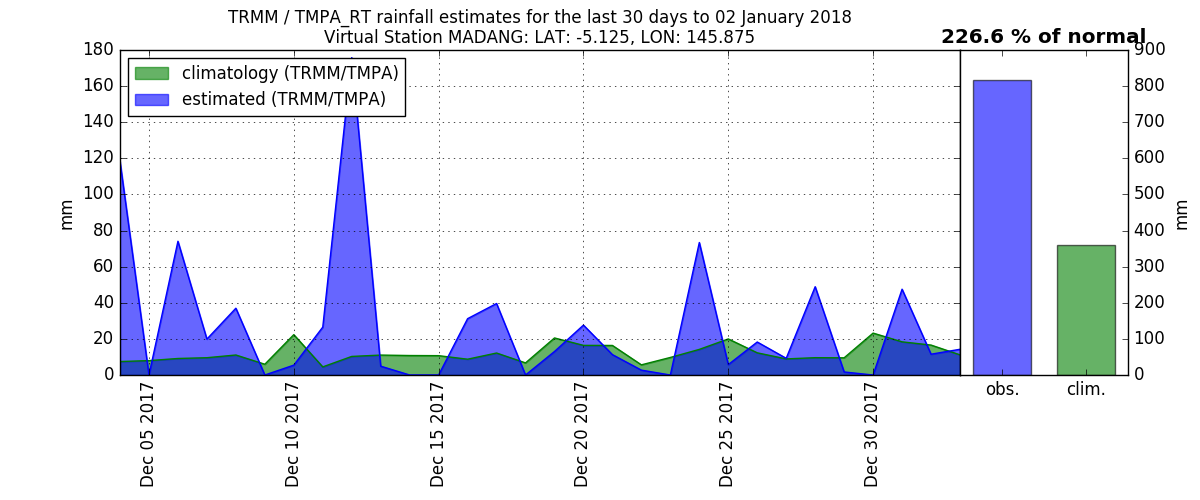 TRMM / TMPA_RT rainfall estimates for the last 30 days to 02 January 2018
Virtual Station MADANG: LAT: -5.125, LON: 145.875
226.6 % of normal
climatology (TRMM/TMPA)
estimated (TRMM/TMPA)
180
160
140
120
100
80
60
40
20
0
mm
Dec 05 2017
Dec 10 2017
Dec 15 2017
Dec 20 2017
Dec 25 2017
Dec 30 2017
900
800
700
600
500
400
300
200
100
0
mm
obs.
clim.